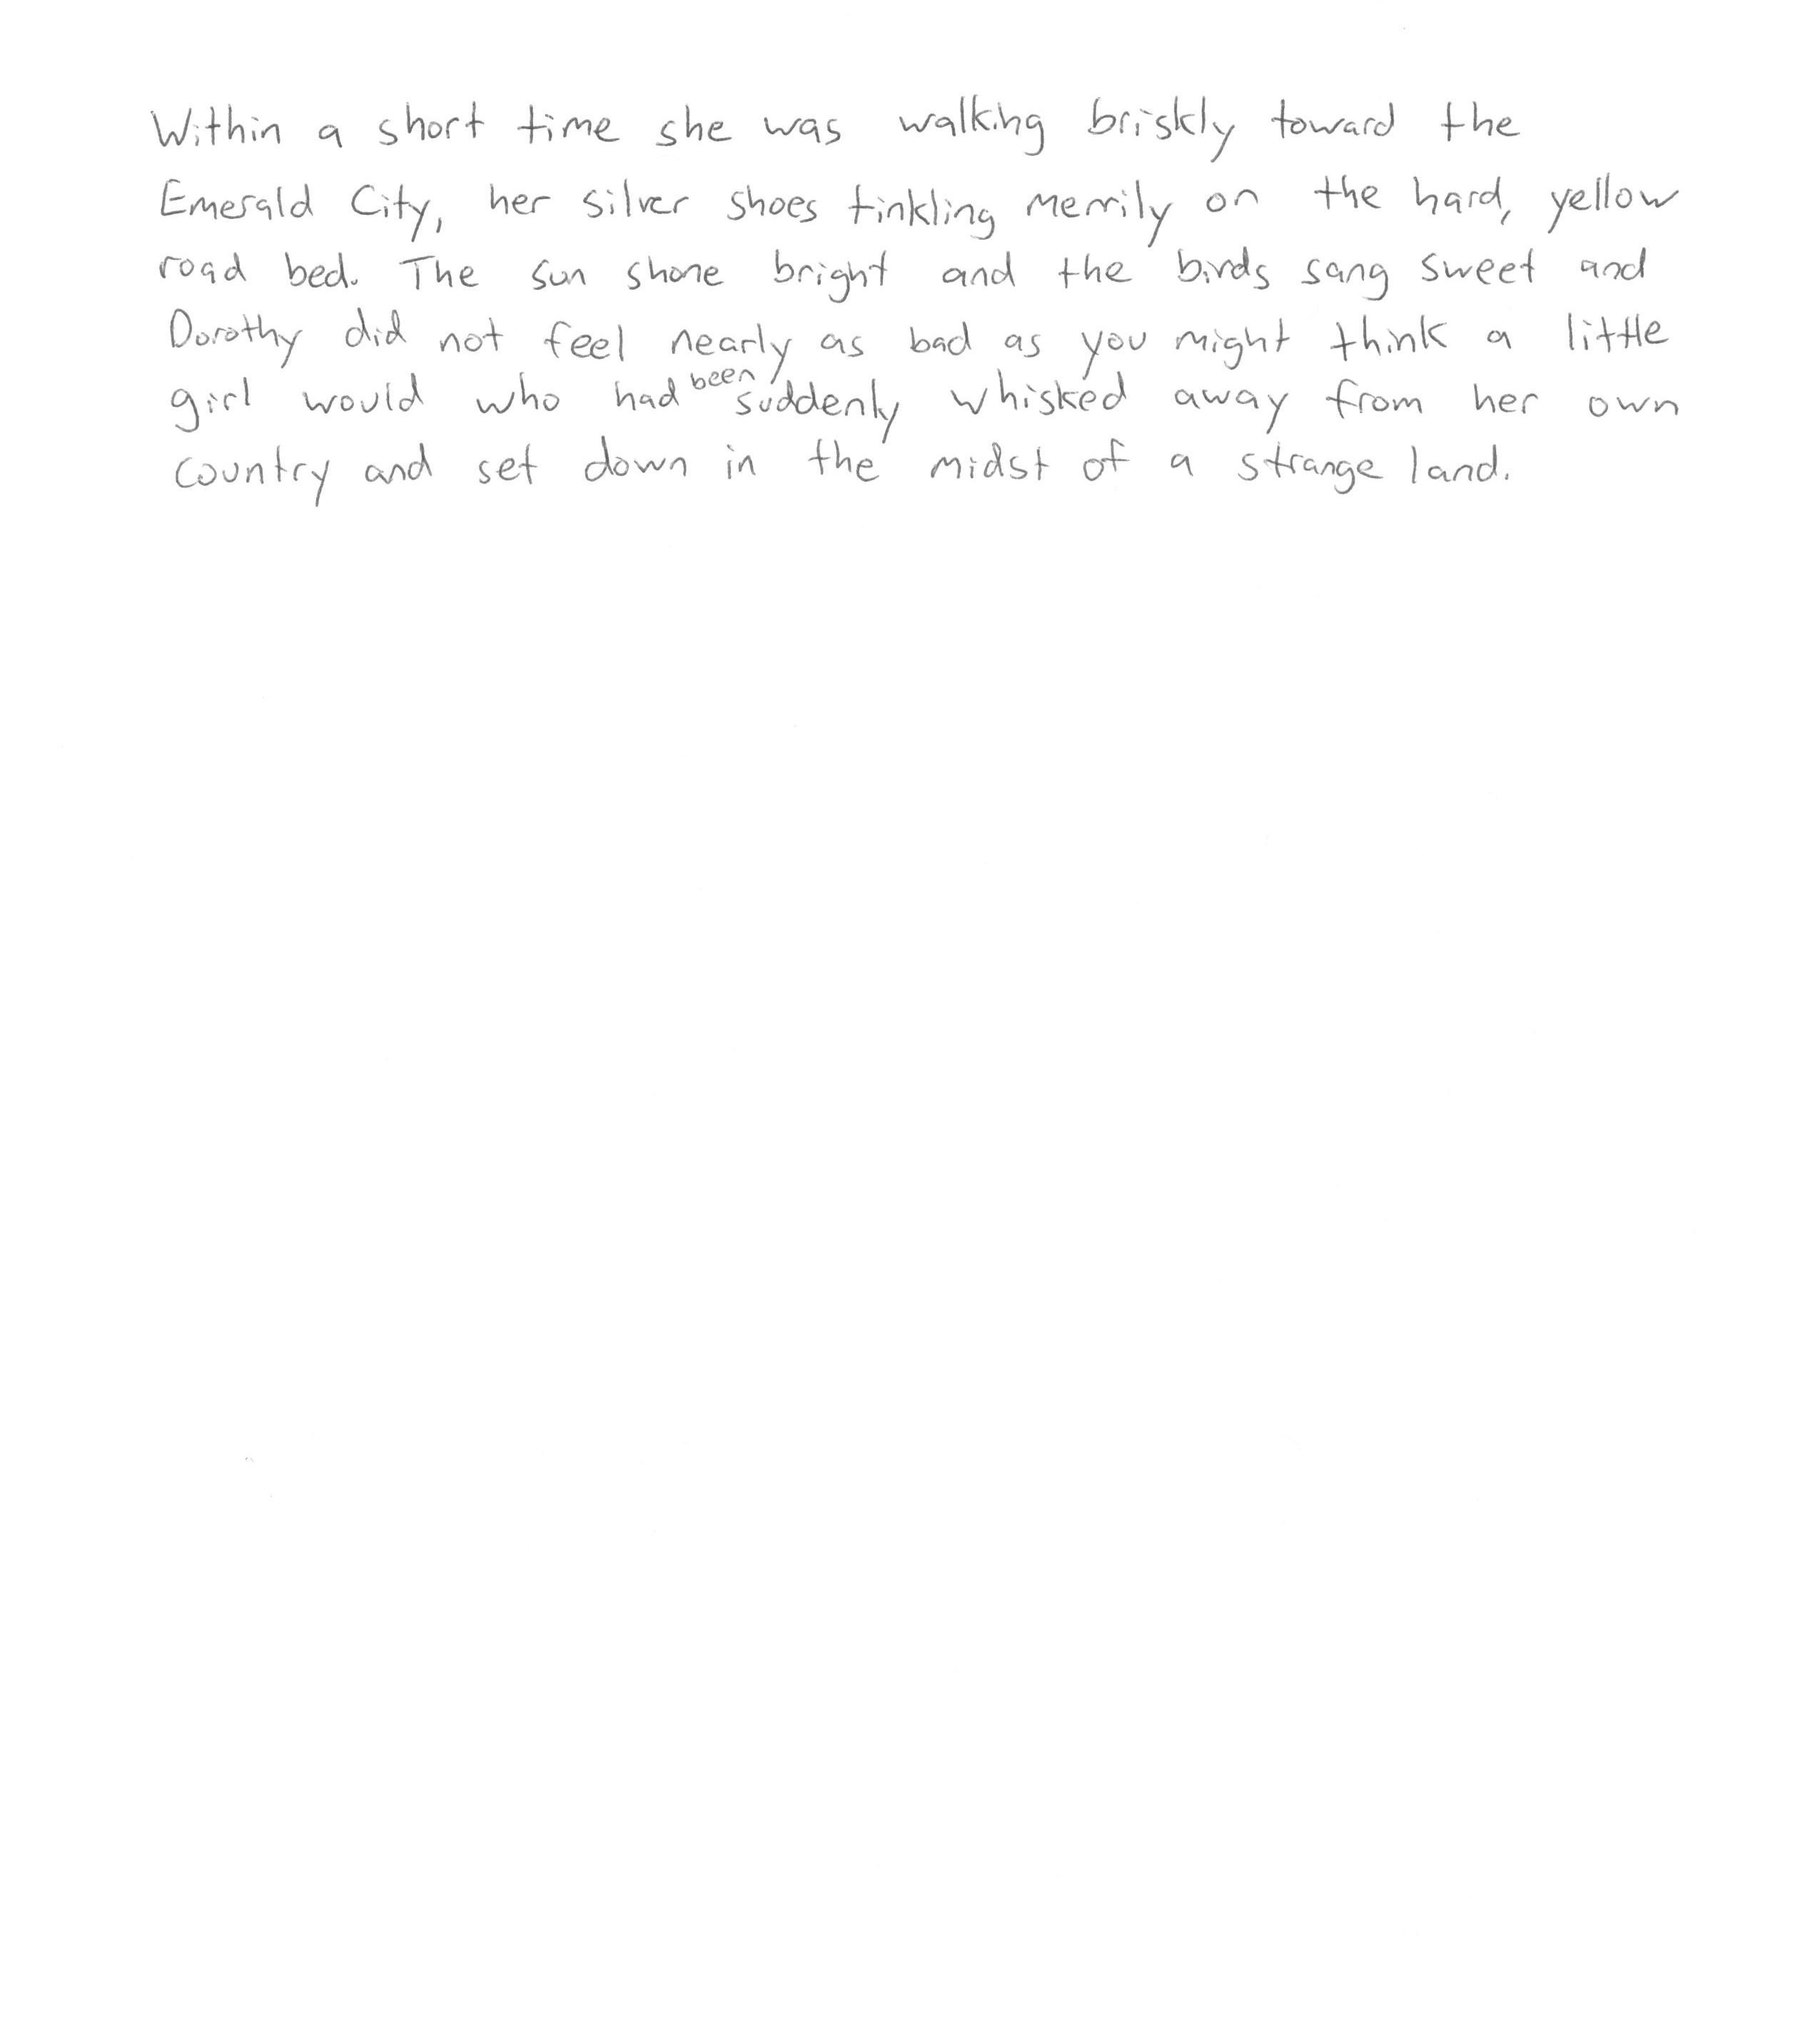 Within a short time she was walking briskly toward the
Emerald City, her silver shoes tinkling merrily on the hard, yellow
road bed. The sun shone bright and the birds sang sweet and
Dorothy did not feel nearly as bad as you might think a little
girl would who had been suddenly whisked away from her own
country and set down in the midst of a strange land.